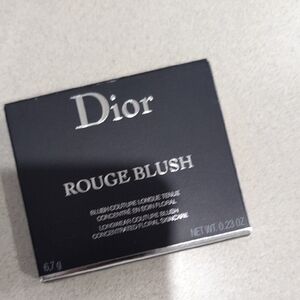 Dior
ROUGE BLUSH
BLUSH COUTURE LONGUE TENUE
CONCENTRÉ EN SOIN FLORAL
LONGWEAR COUTURE BLUSH
CONCENTRATED FLORAL SKINCARE
6.7 g
NET WT. 0.23 OZ